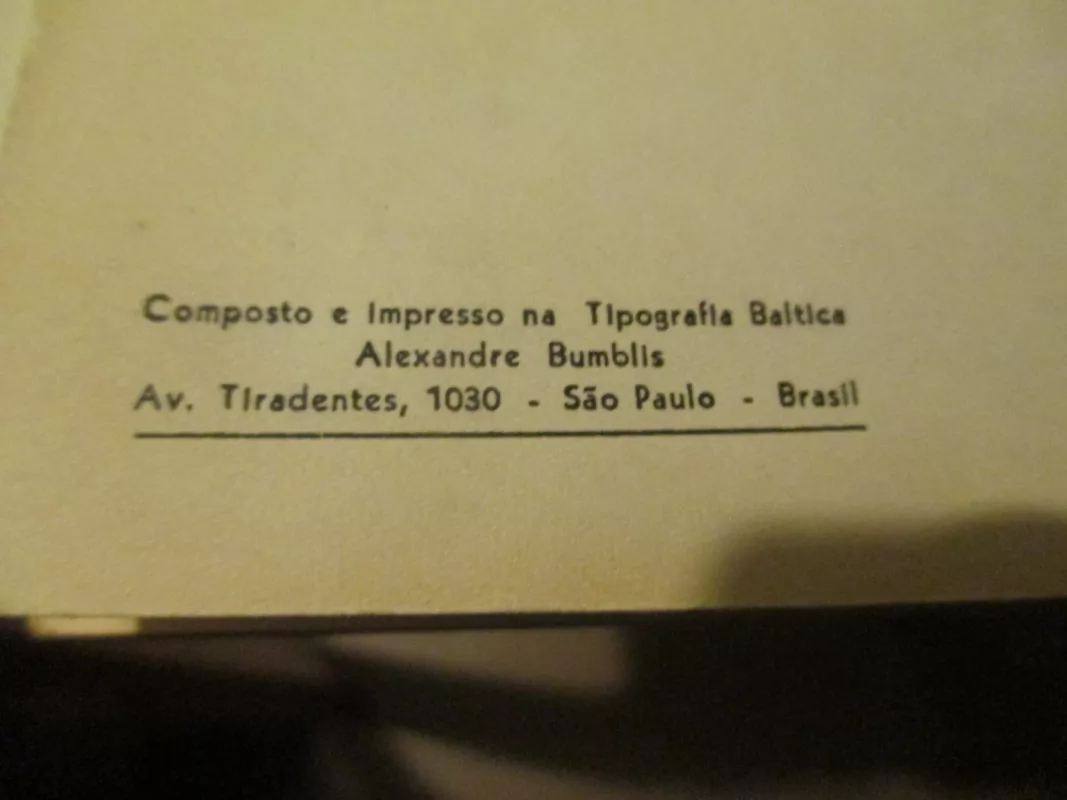 Composto e Impresso na Tipografia Baltica
Alexandre Bumblis
Av. Tiradentes, 1030 - São Paulo - Brasil